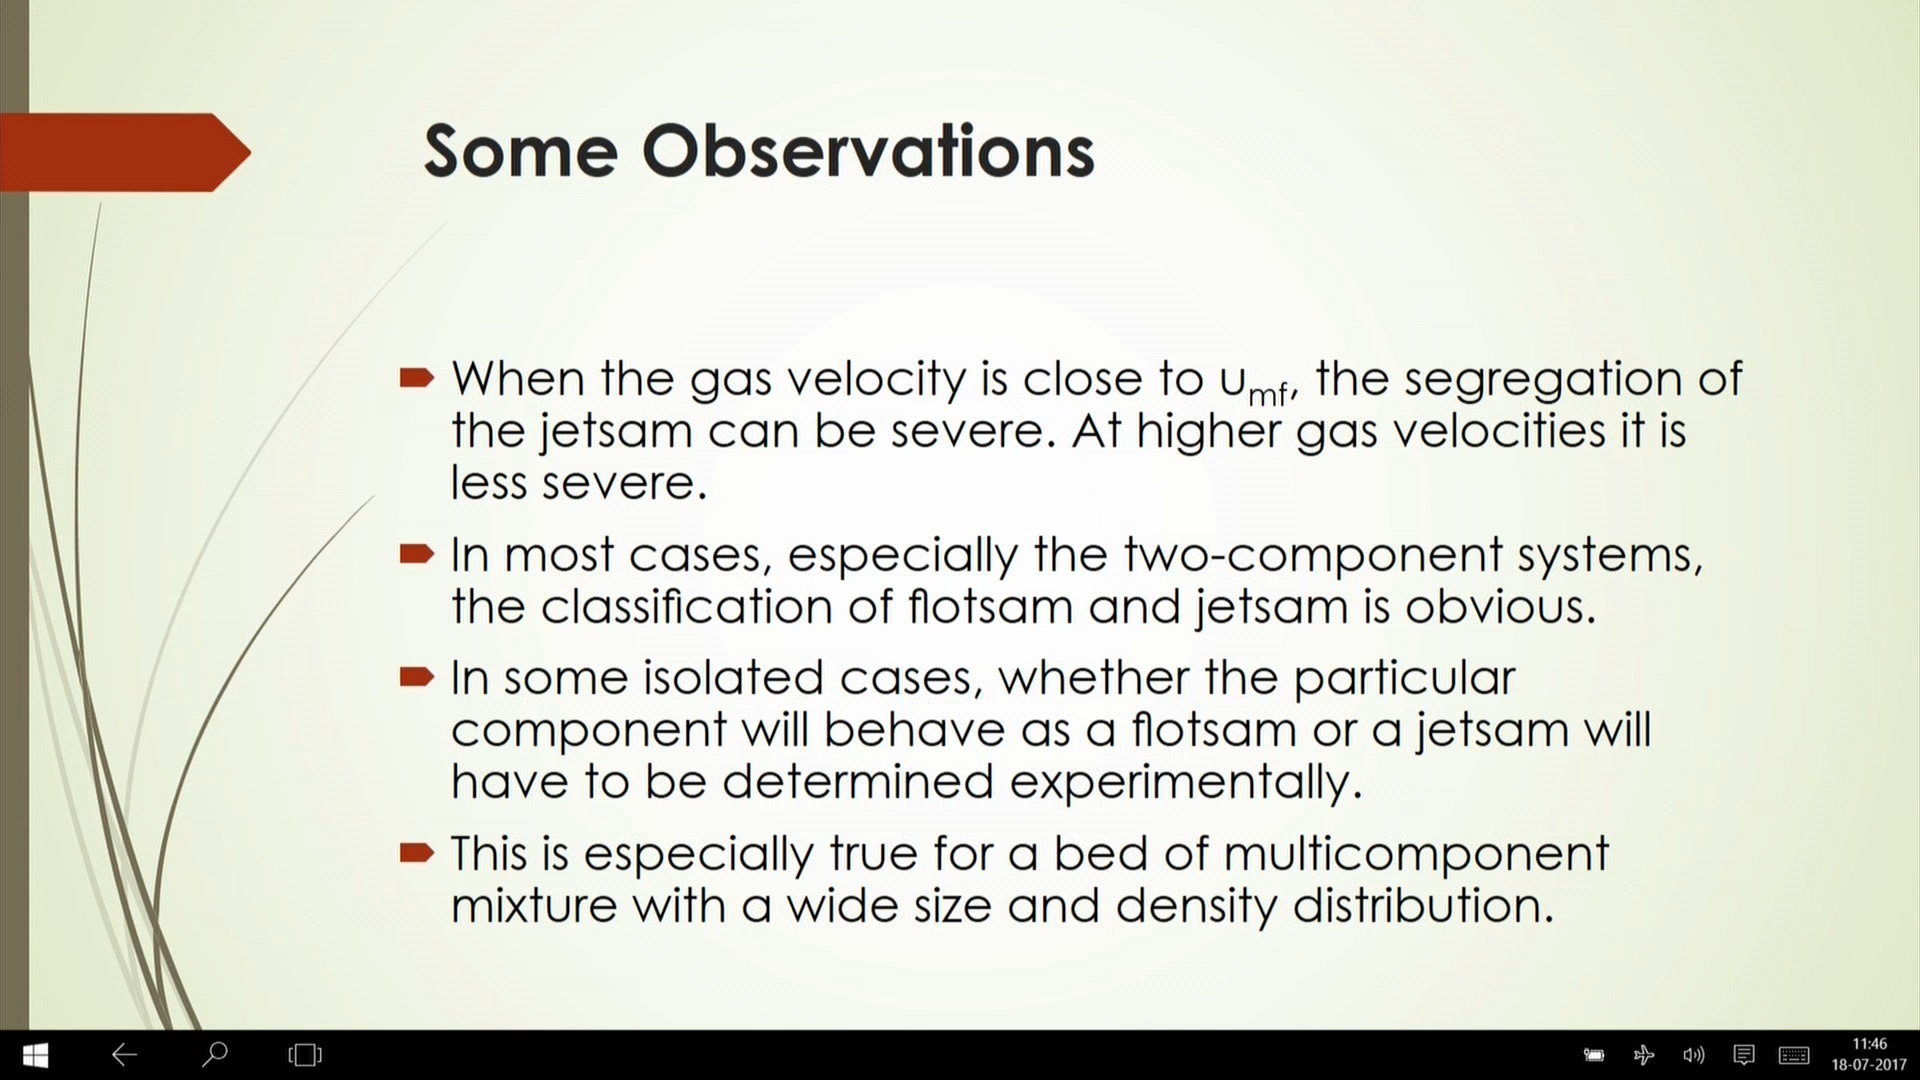 Some Observations
When the gas velocity is close to umf, the segregation of
the jetsam can be severe. At higher gas velocities it is
less severe.
In most cases, especially the two-component systems,
the classification of flotsam and jetsam is obvious.
In some isolated cases, whether the particular
component will behave as a flotsam or a jetsam will
have to be determined experimentally.
This is especially true for a bed of multicomponent
mixture with a wide size and density distribution.
11:46
18-07-2017